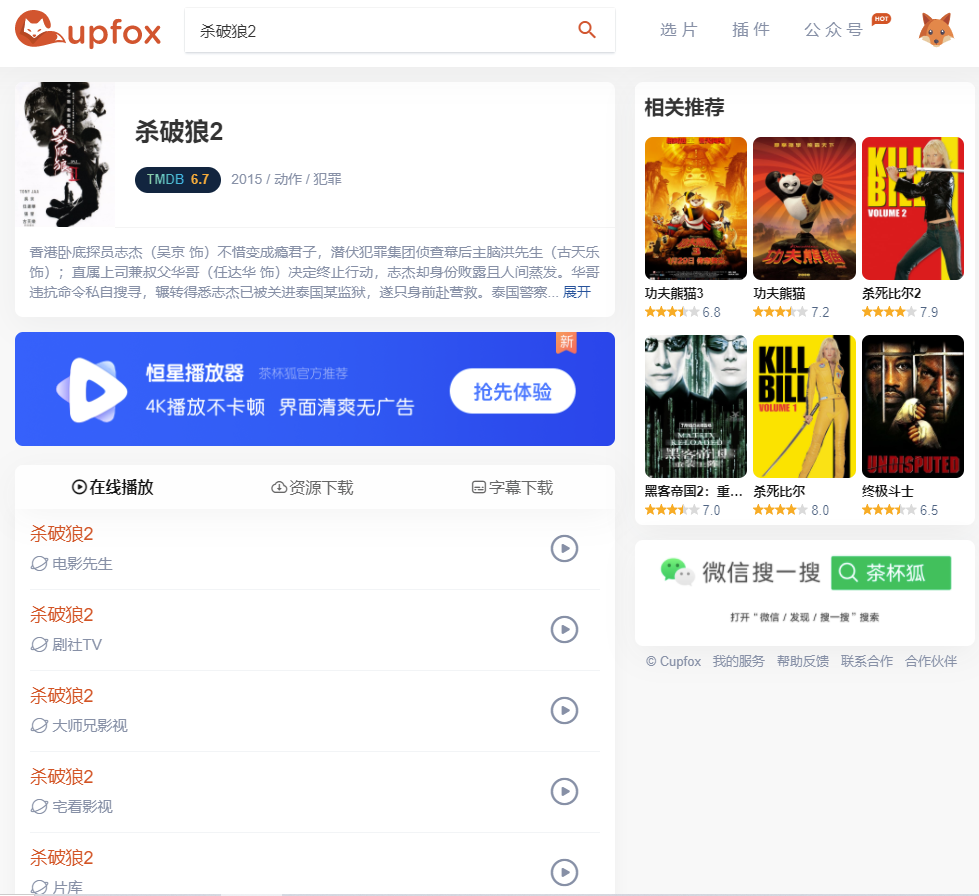 cupfox
杀破狼2
选片
插件
公众号
HOT
杀破狼2
TMDB 6.7
2015 / 动作 / 犯罪
香港卧底探员志杰（吴京 饰）不惜变成瘾君子，潜伏犯罪集团侦查幕后主脑洪先生（古天乐
饰）；直属上司兼叔父华哥（任达华 饰）决定终止行动，志杰却身份败露且人间蒸发。华哥
违抗命令私自搜寻，辗转得悉志杰已被关进泰国某监狱，遂只身前赴营救。泰国警察... 展开
新
恒星播放器 茶杯狐官方推荐
4K播放不卡顿 界面清爽无广告
抢先体验
在线播放
资源下载
字幕下载
杀破狼2
电影先生
杀破狼2
剧社TV
杀破狼2
大师兄影视
杀破狼2
宅看影视
杀破狼2
片库
相关推荐
KILL
BILL
VOLUME 2
功夫熊猫3
6.8
功夫熊猫
7.2
杀死比尔2
7.9
KILL
BILL
VOLUME 1
UNDISPUTED
黑客帝国2：重...
7.0
杀死比尔
8.0
终极斗士
6.5
微信搜一搜
茶杯狐
打开“微信 / 发现 / 搜一搜”搜索
© Cupfox 我的服务 帮助反馈 联系合作 合作伙伴